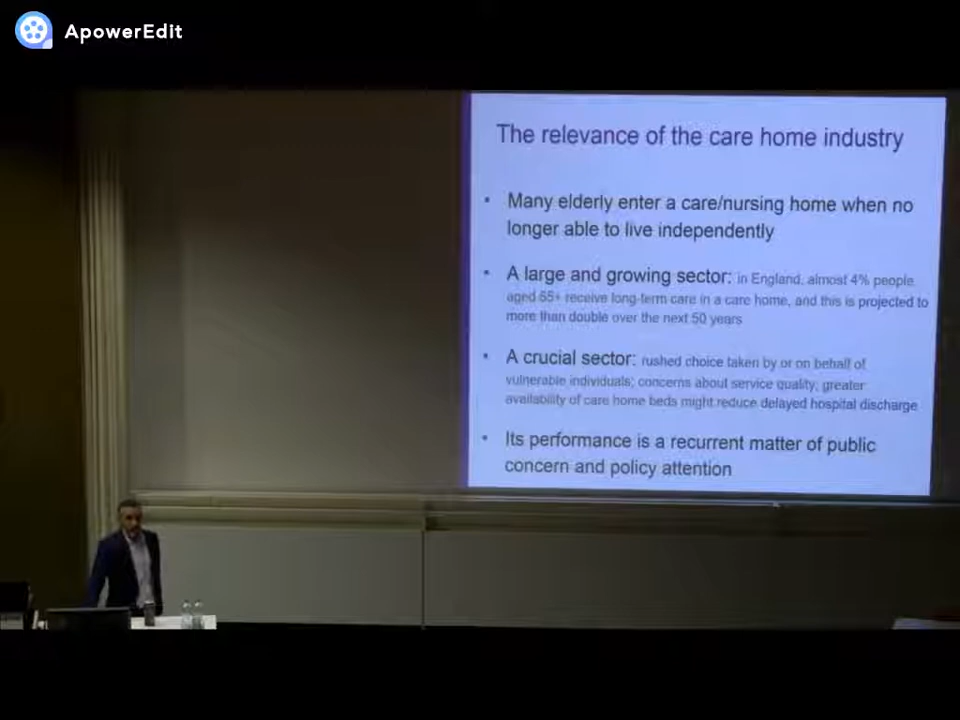 ApowerEdit
The relevance of the care home industry
• Many elderly enter a care/nursing home when no
longer able to live independently
• A large and growing sector: in England, almost 4% people
aged 65+ receive long-term care in a care home, and this is projected to
more than double over the next 50 years
• A crucial sector: rushed choice taken by or on behalf of
vulnerable individuals; concerns about service quality; greater
availability of care home beds might reduce delayed hospital discharge
• Its performance is a recurrent matter of public
concern and policy attention